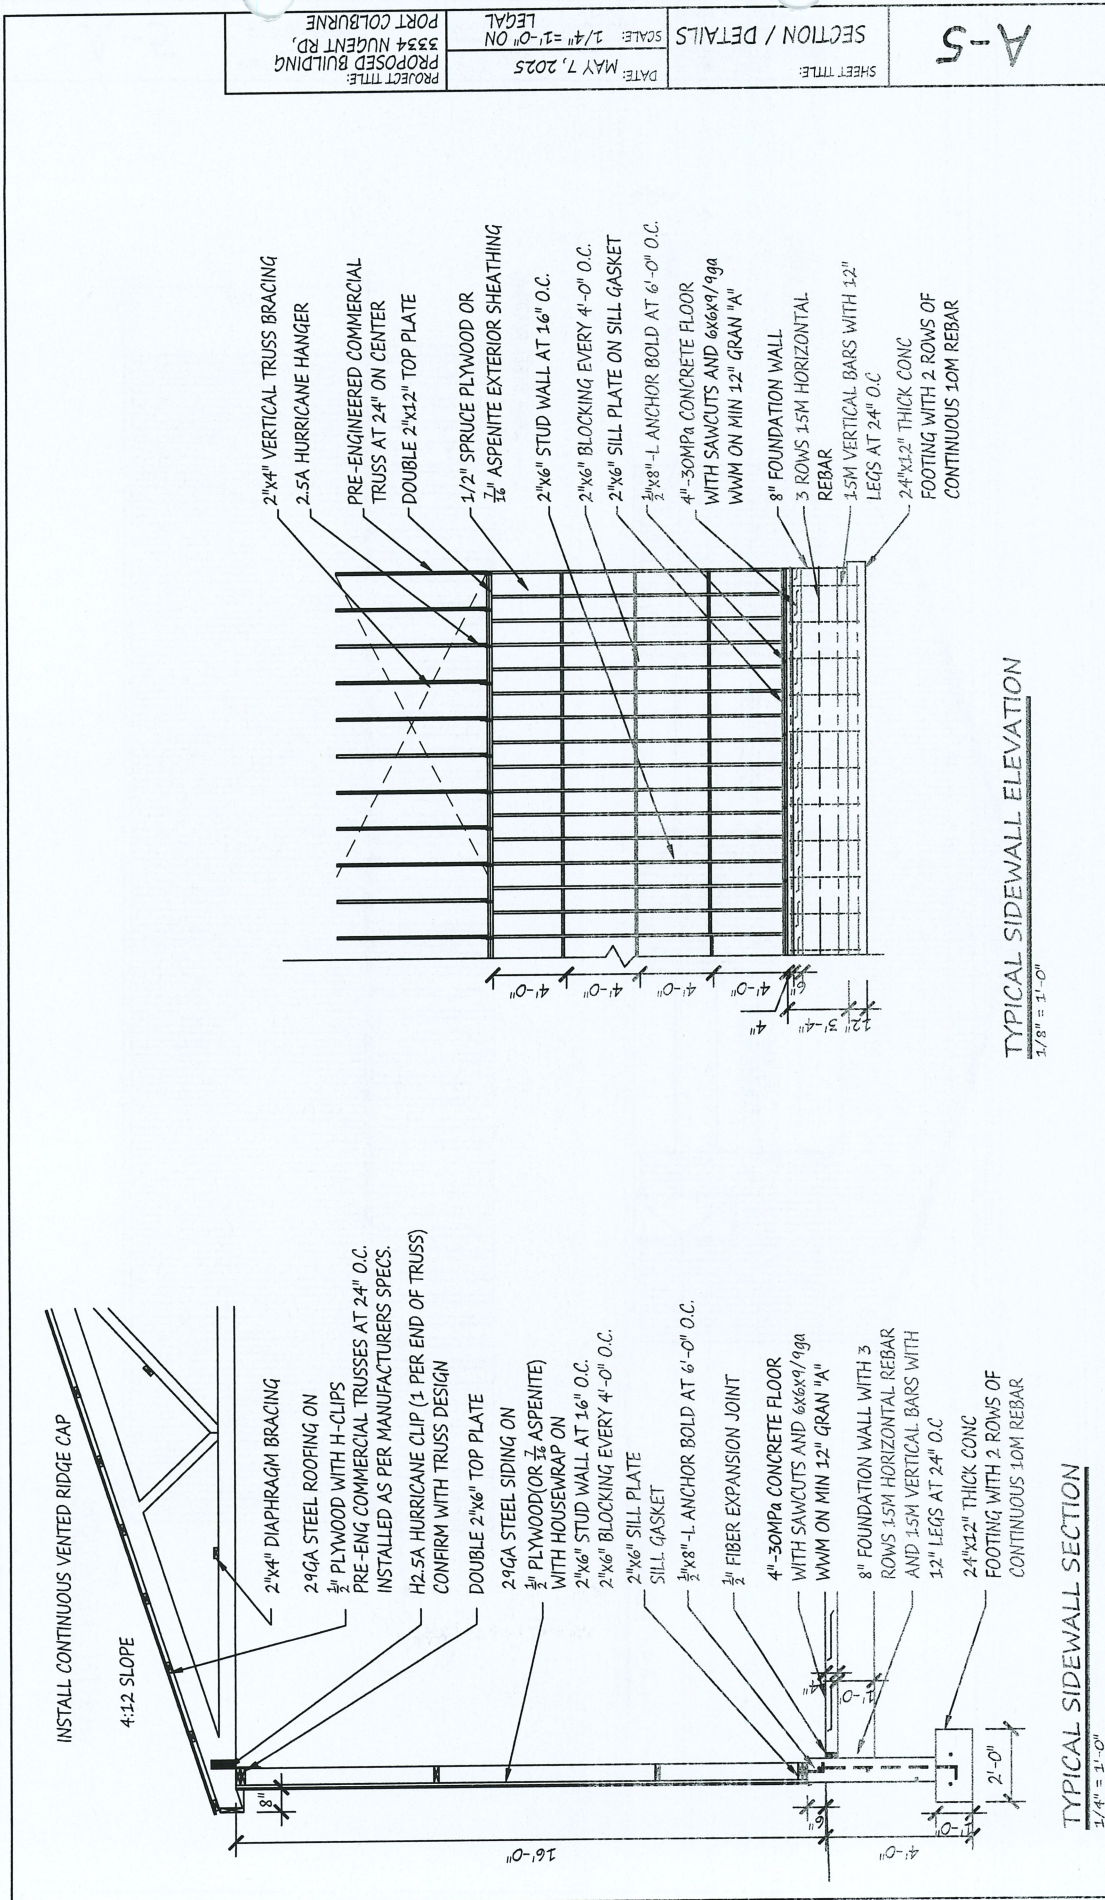 INSTALL CONTINUOUS VENTED RIDGE CAP
4:12 SLOPE
2"x4" DIAPHRAGM BRACING
29GA STEEL ROOFING ON
1/2" PLYWOOD WITH H-CLIPS
PRE-ENG COMMERCIAL TRUSSES AT 24" O.C.
INSTALLED AS PER MANUFACTURERS SPECS.
H2.5A HURRICANE CLIP (1 PER END OF TRUSS)
CONFIRM WITH TRUSS DESIGN
DOUBLE 2"x6" TOP PLATE
29GA STEEL SIDING ON
1/2" PLYWOOD(OR 7/16 ASPENITE)
WITH HOUSEWRAP ON
2"x6" STUD WALL AT 16" O.C.
2"x6" BLOCKING EVERY 4'-0" O.C.
2"x6" SILL PLATE
SILL GASKET
1/2"x8"-L ANCHOR BOLD AT 6'-0" O.C.
1/2" FIBER EXPANSION JOINT
4"-30MPa CONCRETE FLOOR
WITH SAWCUTS AND 6x6x9/9ga
WWM ON MIN 12" GRAN "A"
8" FOUNDATION WALL WITH 3
ROWS 15M HORIZONTAL REBAR
AND 15M VERTICAL BARS WITH
12" LEGS AT 24" O.C
24"x12" THICK CONC
FOOTING WITH 2 ROWS OF
CONTINUOUS 10M REBAR
8"
16'-0"
6"
4"
1'-0"
1'-0"
4'-0"
2'-0"
TYPICAL SIDEWALL SECTION
1/4" = 1'-0"
2"x4" VERTICAL TRUSS BRACING
2.5A HURRICANE HANGER
PRE-ENGINEERED COMMERCIAL
TRUSS AT 24" ON CENTER
DOUBLE 2"x12" TOP PLATE
1/2" SPRUCE PLYWOOD OR
7/16" ASPENITE EXTERIOR SHEATHING
2"x6" STUD WALL AT 16" O.C.
2"x6" BLOCKING EVERY 4'-0" O.C.
2"x6" SILL PLATE ON SILL GASKET
1/2"x8"-L ANCHOR BOLD AT 6'-0" O.C.
4"-30MPa CONCRETE FLOOR
WITH SAWCUTS AND 6x6x9/9ga
WWM ON MIN 12" GRAN "A"
8" FOUNDATION WALL
3 ROWS 15M HORIZONTAL
REBAR
15M VERTICAL BARS WITH 12"
LEGS AT 24" O.C
24"x12" THICK CONC
FOOTING WITH 2 ROWS OF
CONTINUOUS 10M REBAR
4'-0"
4'-0"
4'-0"
4'-0"
4"
6"
3'-4"
12"
TYPICAL SIDEWALL ELEVATION
1/8" = 1'-0"
PROJECT TITLE:
PROPOSED BUILDING
3334 NUGENT RD,
PORT COLBURNE
DATE: MAY 7, 2025
SCALE: 1/4" =1'-0" ON
LEGAL
SHEET TITLE:
SECTION / DETAILS
A-5